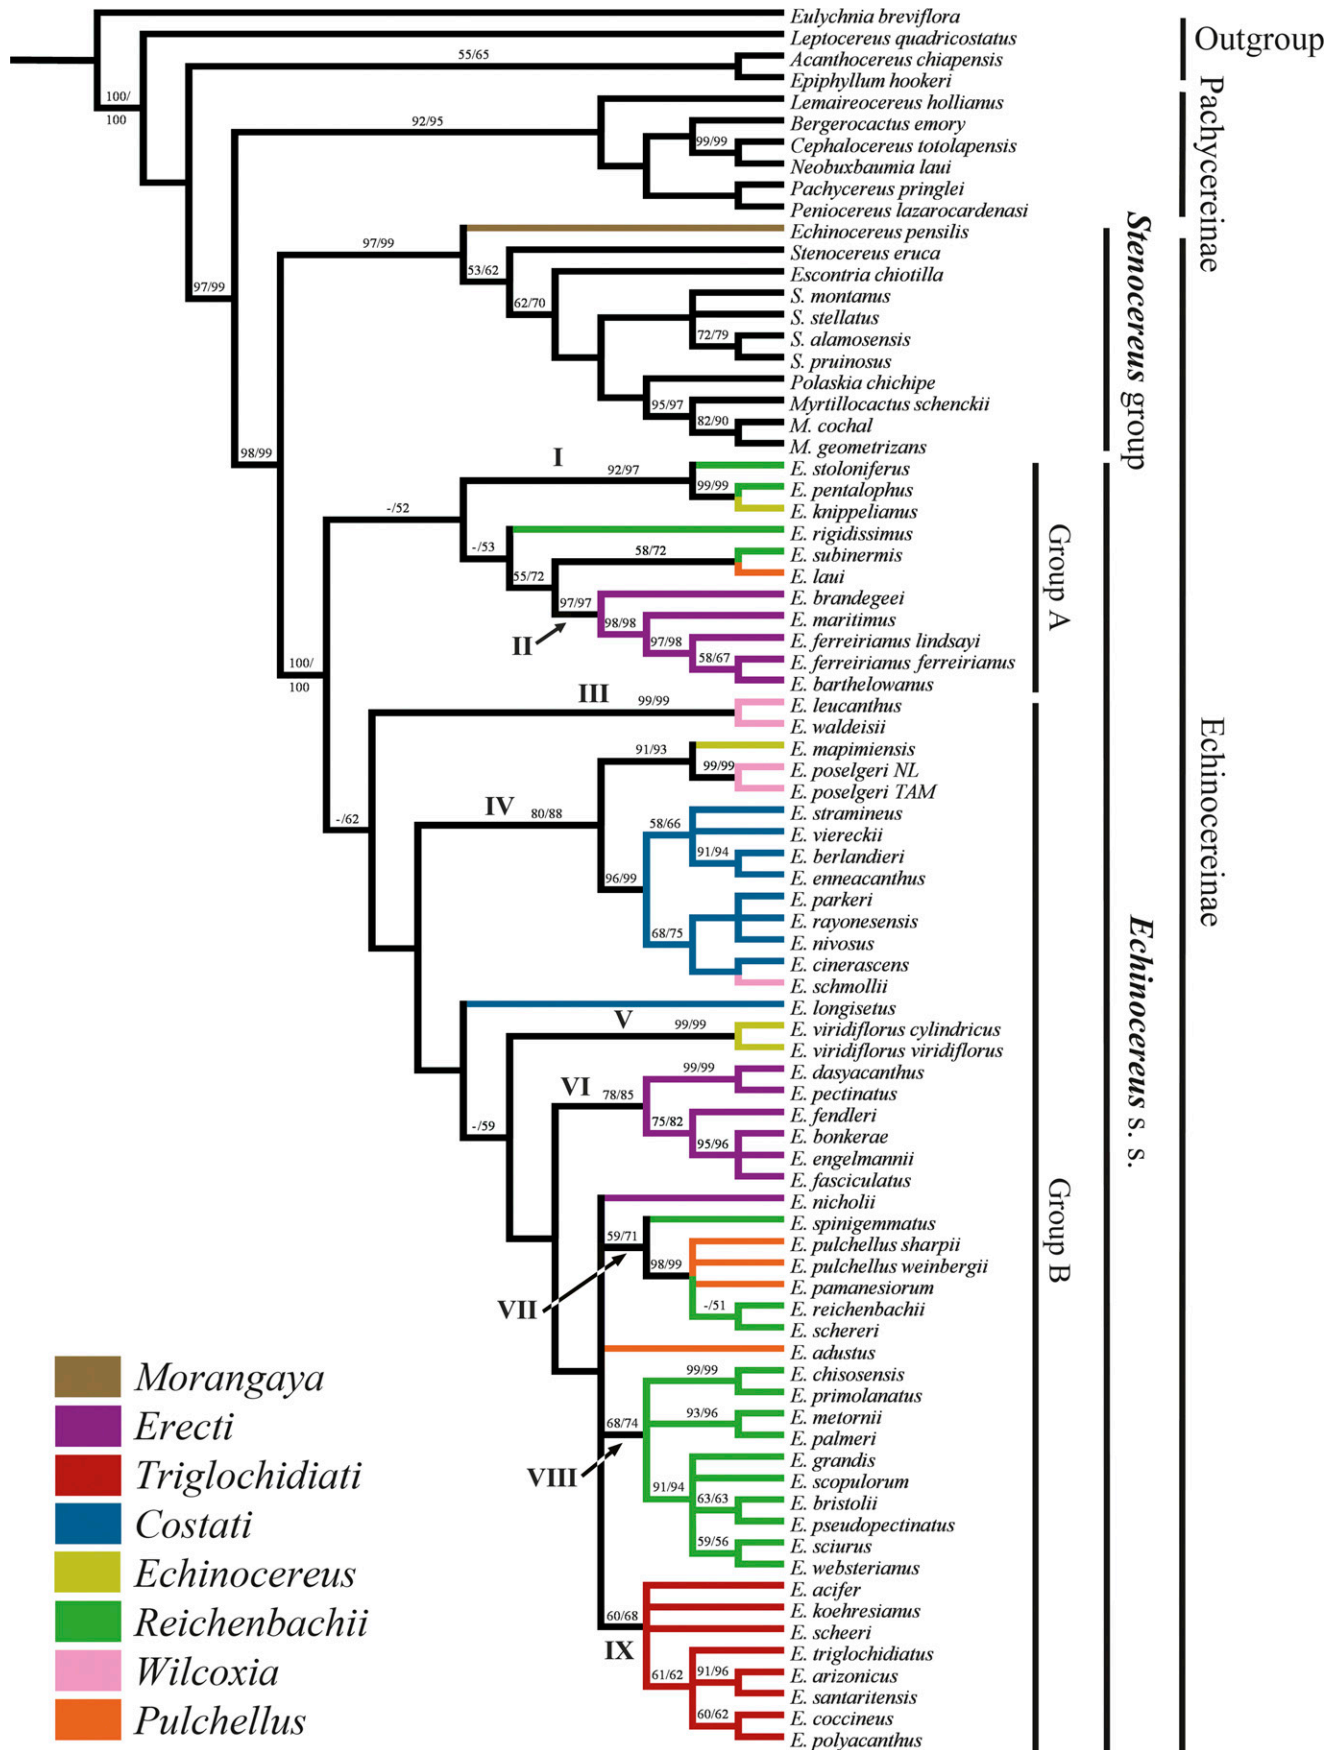 Eulychnia breviflora
Leptocereus quadricostatus
Outgroup
55/65
Acanthocereus chiapensis
Epiphyllum hookeri
100/
100
Lemaireocereus hollianus
92/95
Bergerocactus emory
99/99
Cephalocereus totolapensis
Neobuxbaumia laui
Pachycereus pringlei
Peniocereus lazarocardenasi
Pachycereinae
97/99
Echinocereus pensilis
97/99
Stenocereus eruca
53/62
Escontria chiotilla
62/70
S. montanus
S. stellatus
72/79
S. alamosensis
S. pruinosus
Polaskia chichipe
95/97
Myrtillocactus schenckii
82/90
M. cochal
M. geometrizans
Stenocereus group
98/99
I
92/97
E. stoloniferus
99/99
E. pentalophus
E. knippelianus
-/52
E. rigidissimus
-/53
58/72
E. subinermis
55/72
E. laui
97/97
E. brandegeei
II
98/98
E. maritimus
97/98
E. ferreirianus lindsayi
58/67
E. ferreirianus ferreirianus
E. barthelowanus
Group A
100/
100
III
99/99
E. leucanthus
E. waldeisii
91/93
E. mapimiensis
99/99
E. poselgeri NL
E. poselgeri TAM
-/62
IV
80/88
E. stramineus
58/66
E. viereckii
91/94
E. berlandieri
E. enneacanthus
96/99
E. parkeri
E. rayonesensis
68/75
E. nivosus
E. cinerascens
E. schmollii
E. longisetus
V
99/99
E. viridiflorus cylindricus
E. viridiflorus viridiflorus
-/59
99/99
E. dasyacanthus
VI
78/85
E. pectinatus
E. fendleri
75/82
E. bonkerae
95/96
E. engelmannii
E. fasciculatus
E. nicholii
59/71
E. spinigemmatus
E. pulchellus sharpii
98/99
E. pulchellus weinbergii
E. pamanesiorum
VII
-/51
E. reichenbachii
E. schereri
E. adustus
99/99
E. chisosensis
E. primolanatus
68/74
93/96
E. metornii
E. palmeri
VIII
E. grandis
91/94
E. scopulorum
63/63
E. bristolii
E. pseudopectinatus
59/56
E. sciurus
E. websterianus
E. acifer
60/68
E. koehresianus
E. scheeri
IX
E. triglochidiatus
61/62
91/96
E. arizonicus
E. santaritensis
60/62
E. coccineus
E. polyacanthus
Group B
Echinocereus s. s.
Echinocereinae
Morangaya
Erecti
Triglochidiati
Costati
Echinocereus
Reichenbachii
Wilcoxia
Pulchellus